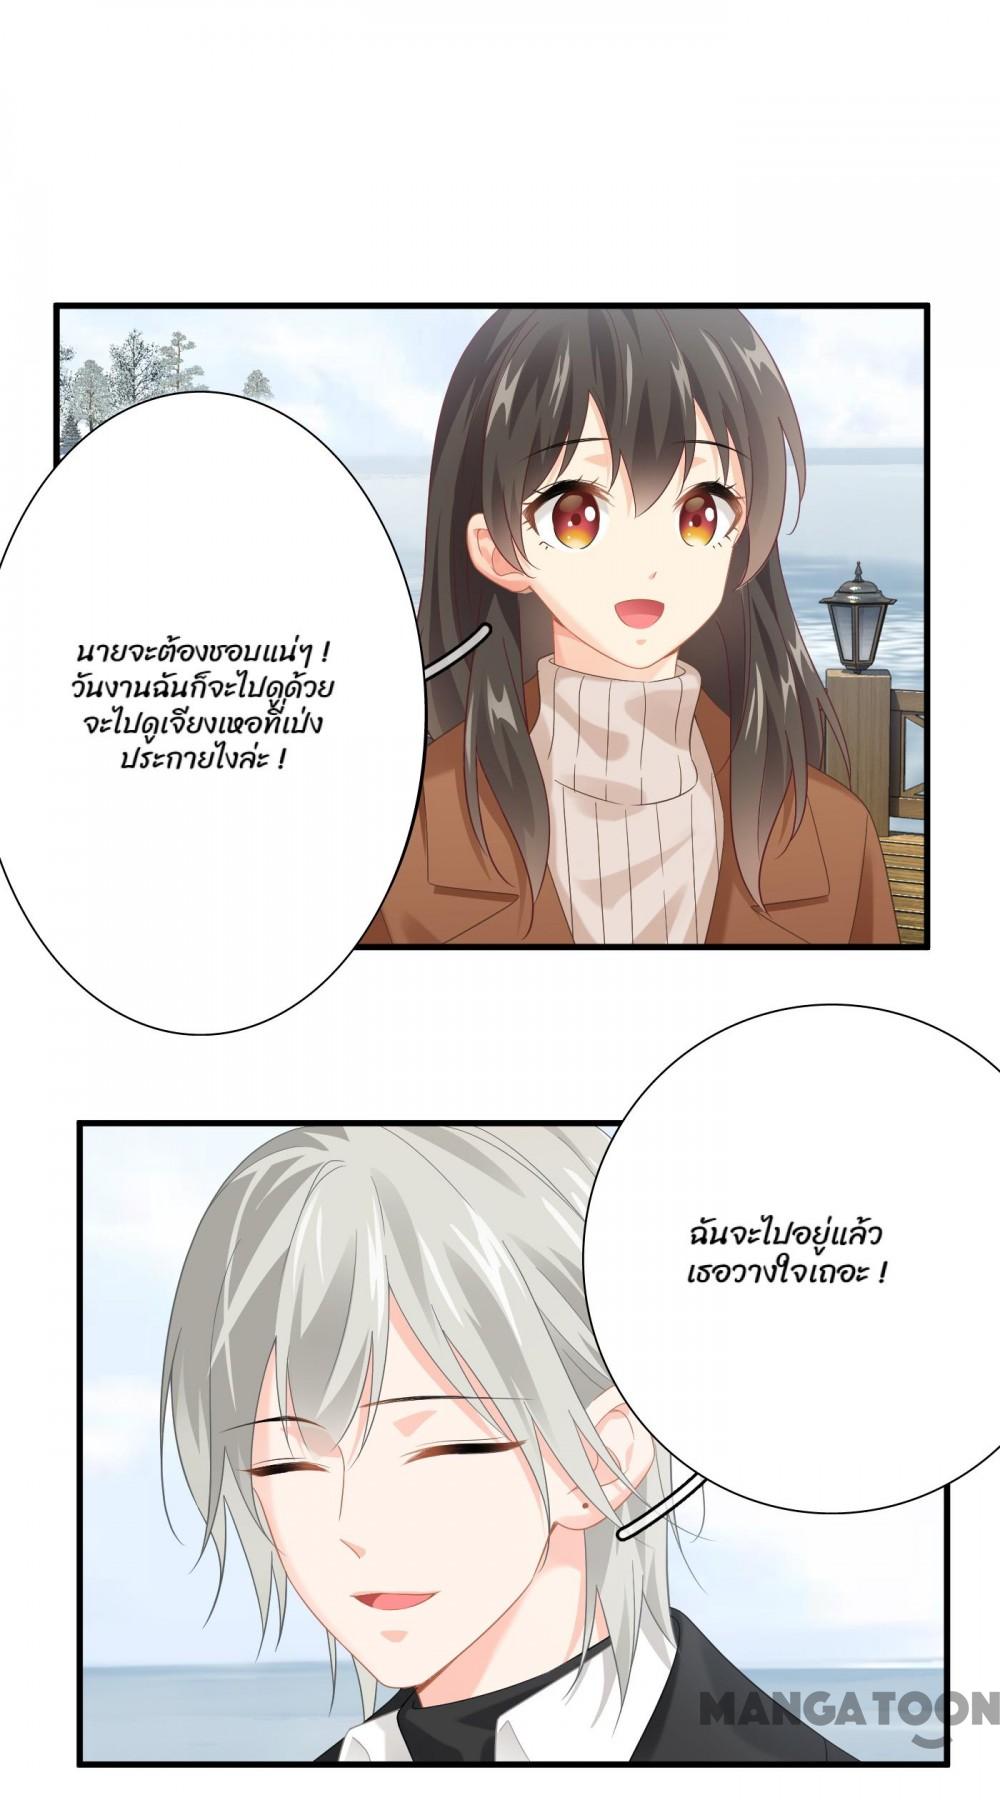 นายจะต้องชอบแน่ๆ !
วันงานฉันก็จะไปดูด้วย
จะไปดูเจียงเหอที่เปล่ง
ประกายไงล่ะ !
ฉันจะไปอยู่แล้ว
เธอวางใจเถอะ !
MANGATOON